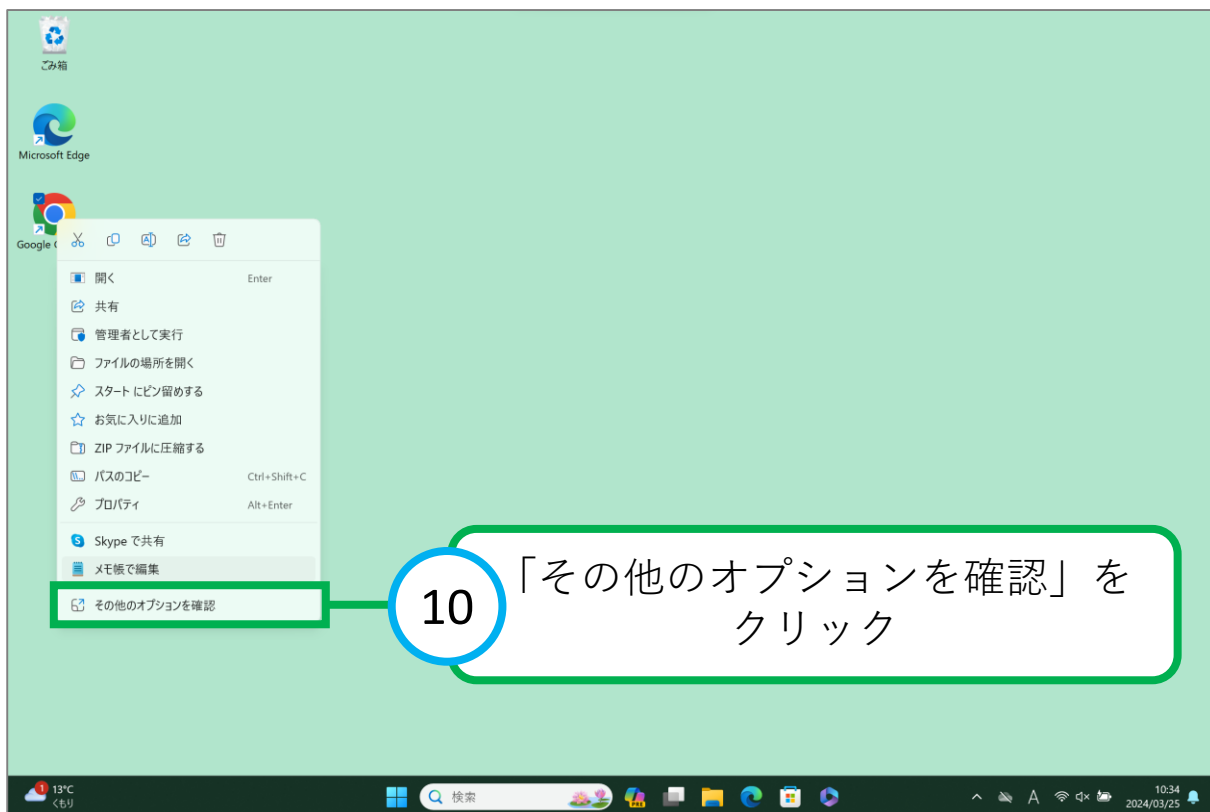 ごみ箱
Microsoft Edge
Google C
開く Enter
共有
管理者として実行
ファイルの場所を開く
スタート にピン留めする
お気に入りに追加
ZIP ファイルに圧縮する
パスのコピー Ctrl+Shift+C
プロパティ Alt+Enter
Skype で共有
メモ帳で編集
その他のオプションを確認
10
「その他のオプションを確認」を
クリック
1
13°C
くもり
検索
PRE
A
10:34
2024/03/25